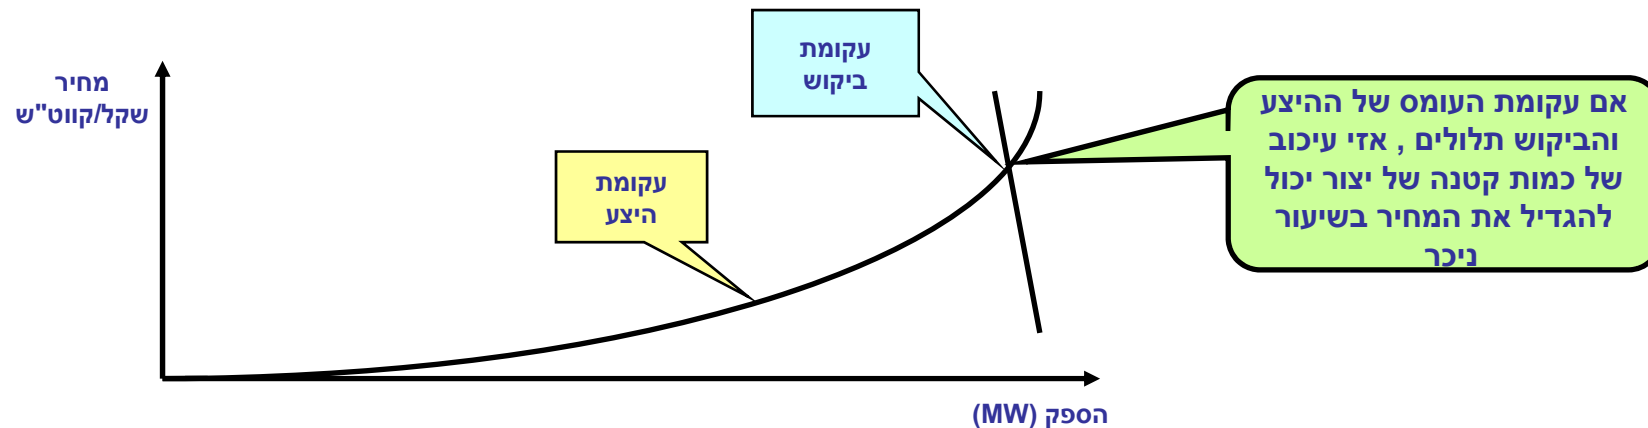 מחיר
שקל/קווט"ש
עקומת
ביקוש
עקומת
היצע
אם עקומת העומס של ההיצע
והביקוש תלולים , אזי עיכוב
של כמות קטנה של יצור יכול
להגדיל את המחיר בשיעור
ניכר
הספק (MW)